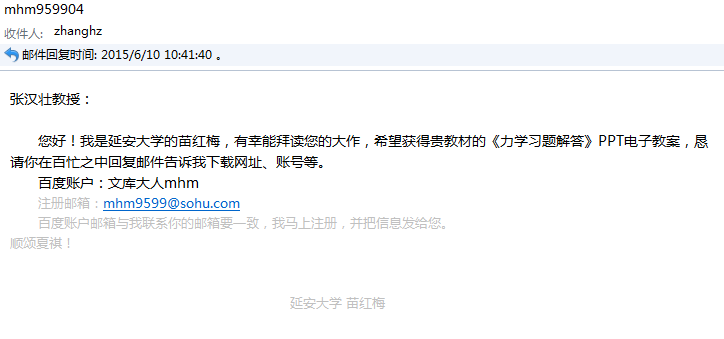 mhm959904
收件人: zhanghz
邮件回复时间: 2015/6/10 10:41:40 。
张汉壮教授：
您好！我是延安大学的苗红梅，有幸能拜读您的大作，希望获得贵教材的《力学习题解答》PPT电子教案，恳
请你在百忙之中回复邮件告诉我下载网址、账号等。
百度账户：文库大人mhm
注册邮箱：mhm9599@sohu.com
百度账户邮箱与我联系你的邮箱要一致，我马上注册，并把信息发给您。
顺颂夏祺！
延安大学 苗红梅